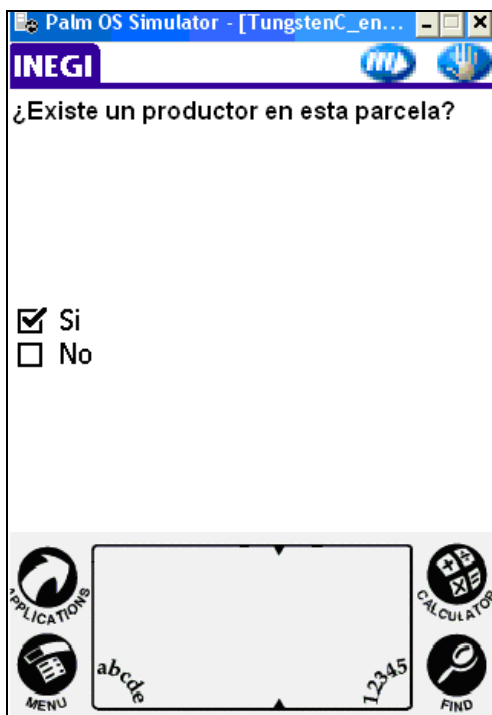 Palm OS Simulator - [TungstenC_en...
INEGI
¿Existe un productor en esta parcela?
Si
No
APPLICATIONS
CALCULATOR
abcde
12345
MENU
FIND